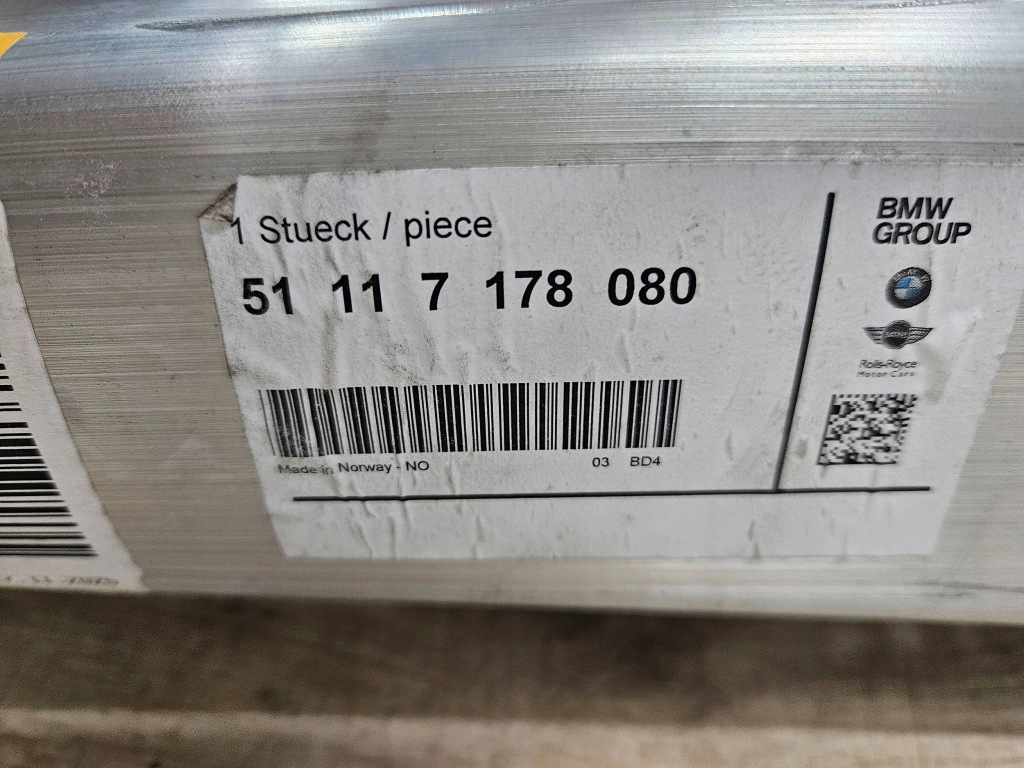 1 Stueck / piece
51 11 7 178 080
Made in Norway - NO
03 BD4
BMW
GROUP
Rolls-Royce
Motor Cars